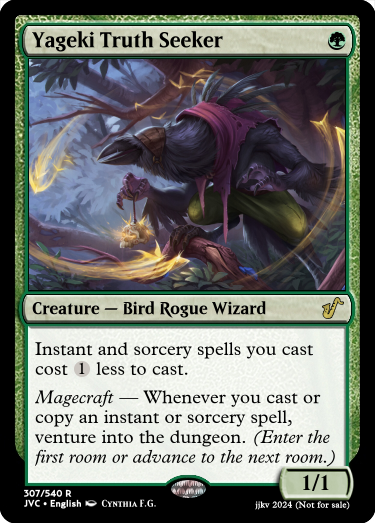 Yageki Truth Seeker
Creature — Bird Rogue Wizard
Instant and sorcery spells you cast
cost 1 less to cast.
Magecraft — Whenever you cast or
copy an instant or sorcery spell,
venture into the dungeon. (Enter the
first room or advance to the next room.)
1/1
307/540 R
JVC • English Cynthia F.G.
jjkv 2024 (Not for sale)